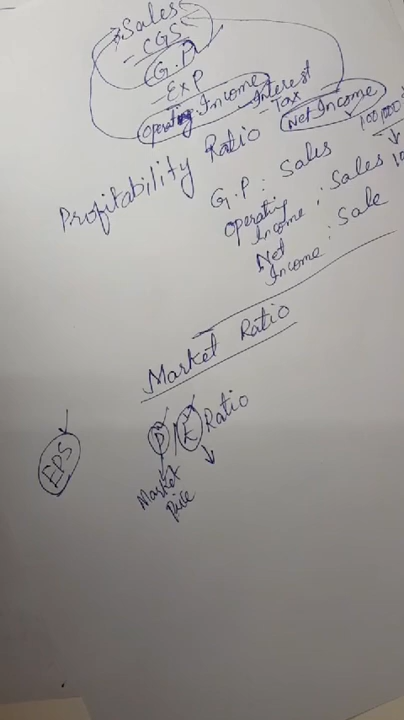 Sales
- CGS
G.P
- Exp
Operating Income
- Interest
- Tax
Net Income
100,000
10
Profitability Ratio
G.P : Sales
Operating Income : Sales
Net Income : Sale
Market Ratio
P/E Ratio
EPS
Market Price